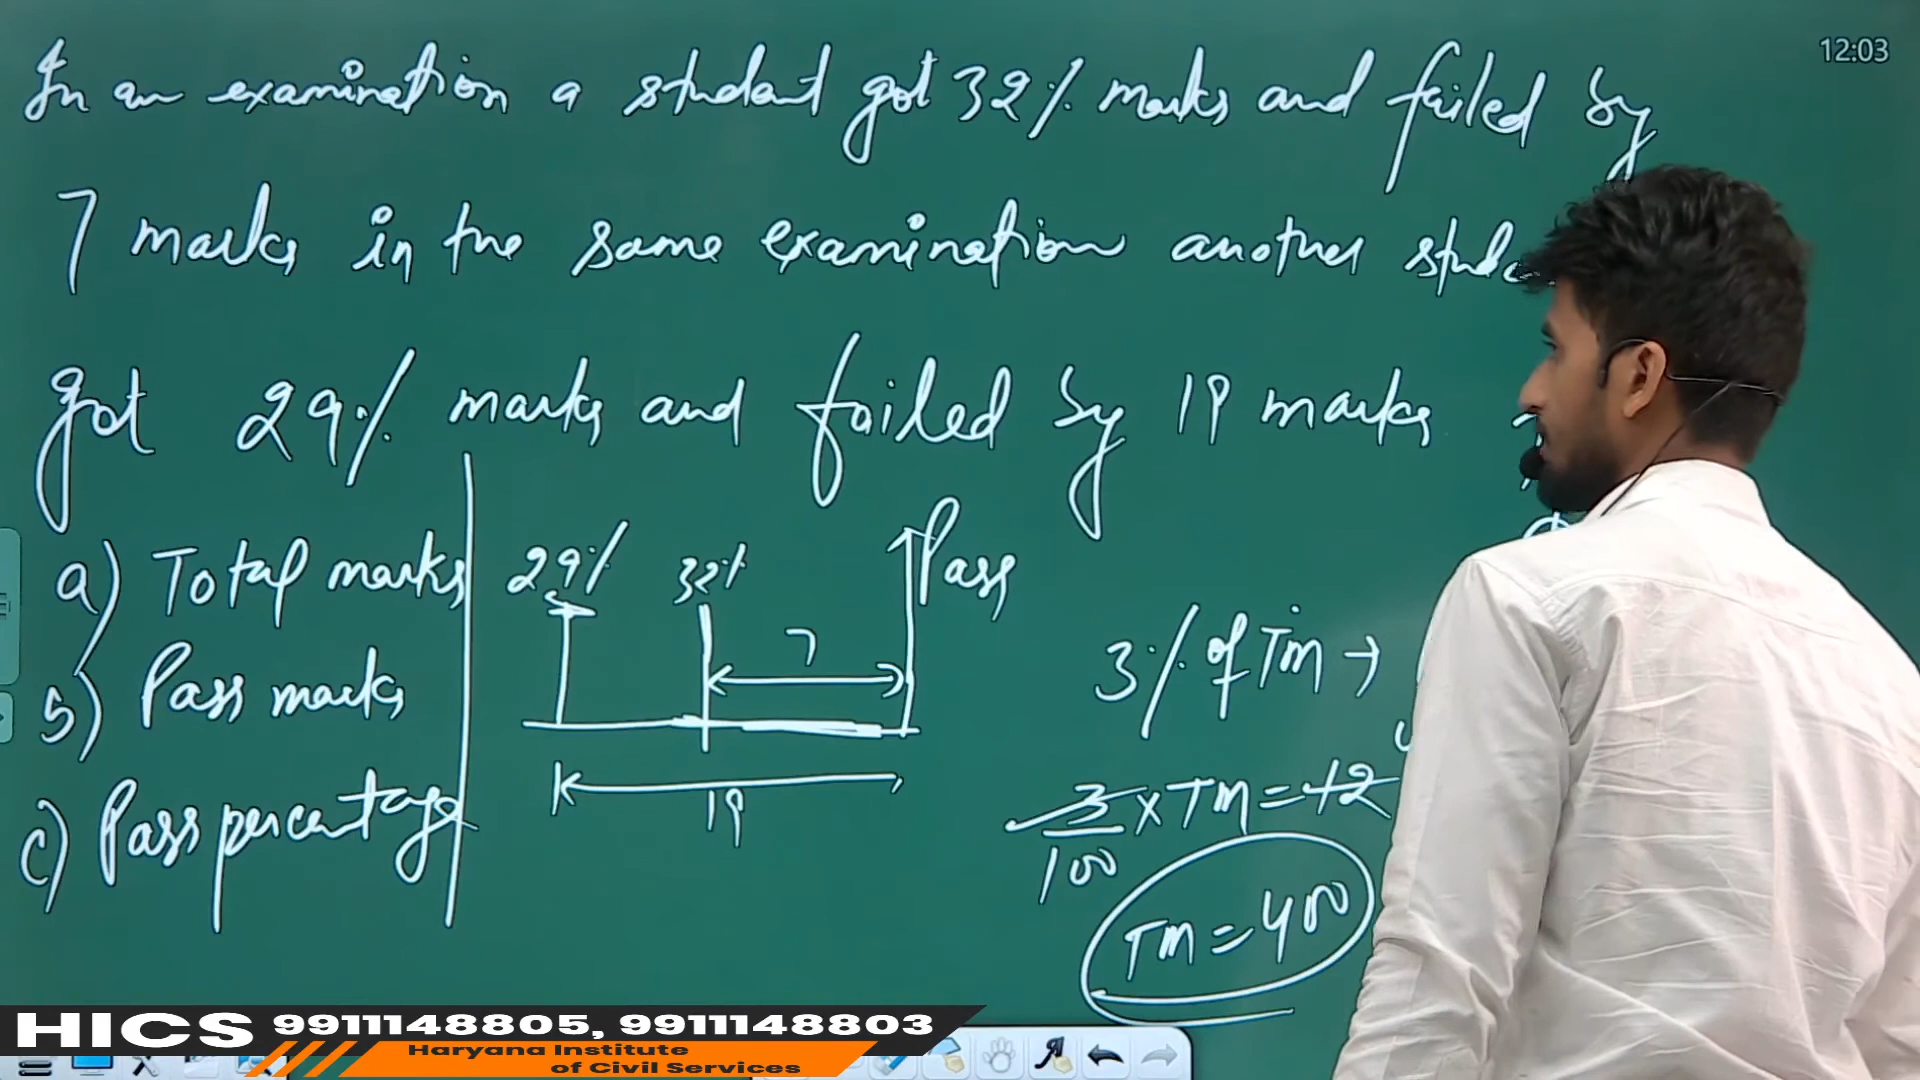 12:03
In an examination a student got 32% marks and failed by
7 marks in the same examination another
got 29% marks and failed by 19 marks
a) Total marks
b) Pass marks
c) Pass percentage
29% 32% Pass
7
19
3% of Tm →
3/100 x Tm = 12
Tm = 400
HICS 9911148805, 9911148803
Haryana Institute
of Civil Services